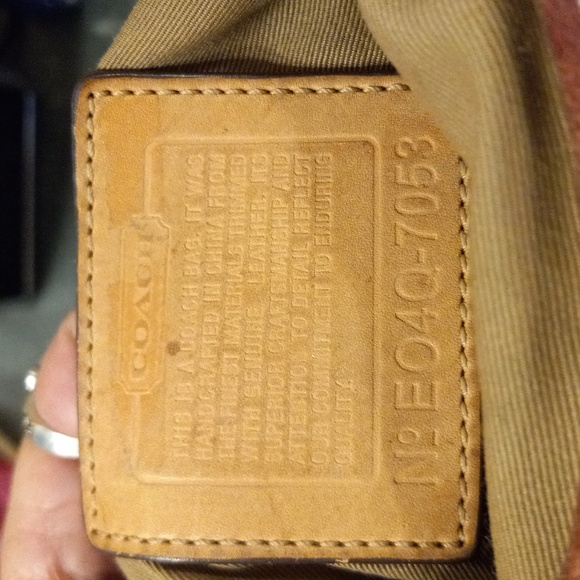 COACH
THIS IS A COACH BAG. IT WAS
HANDCRAFTED IN CHINA FROM
THE FINEST MATERIALS TRIMMED
WITH GENUINE LEATHER. ITS
SUPERIOR CRAFTSMANSHIP AND
ATTENTION TO DETAIL REFLECT
OUR COMMITMENT TO ENDURING
QUALITY.
Nº EO4Q-7053